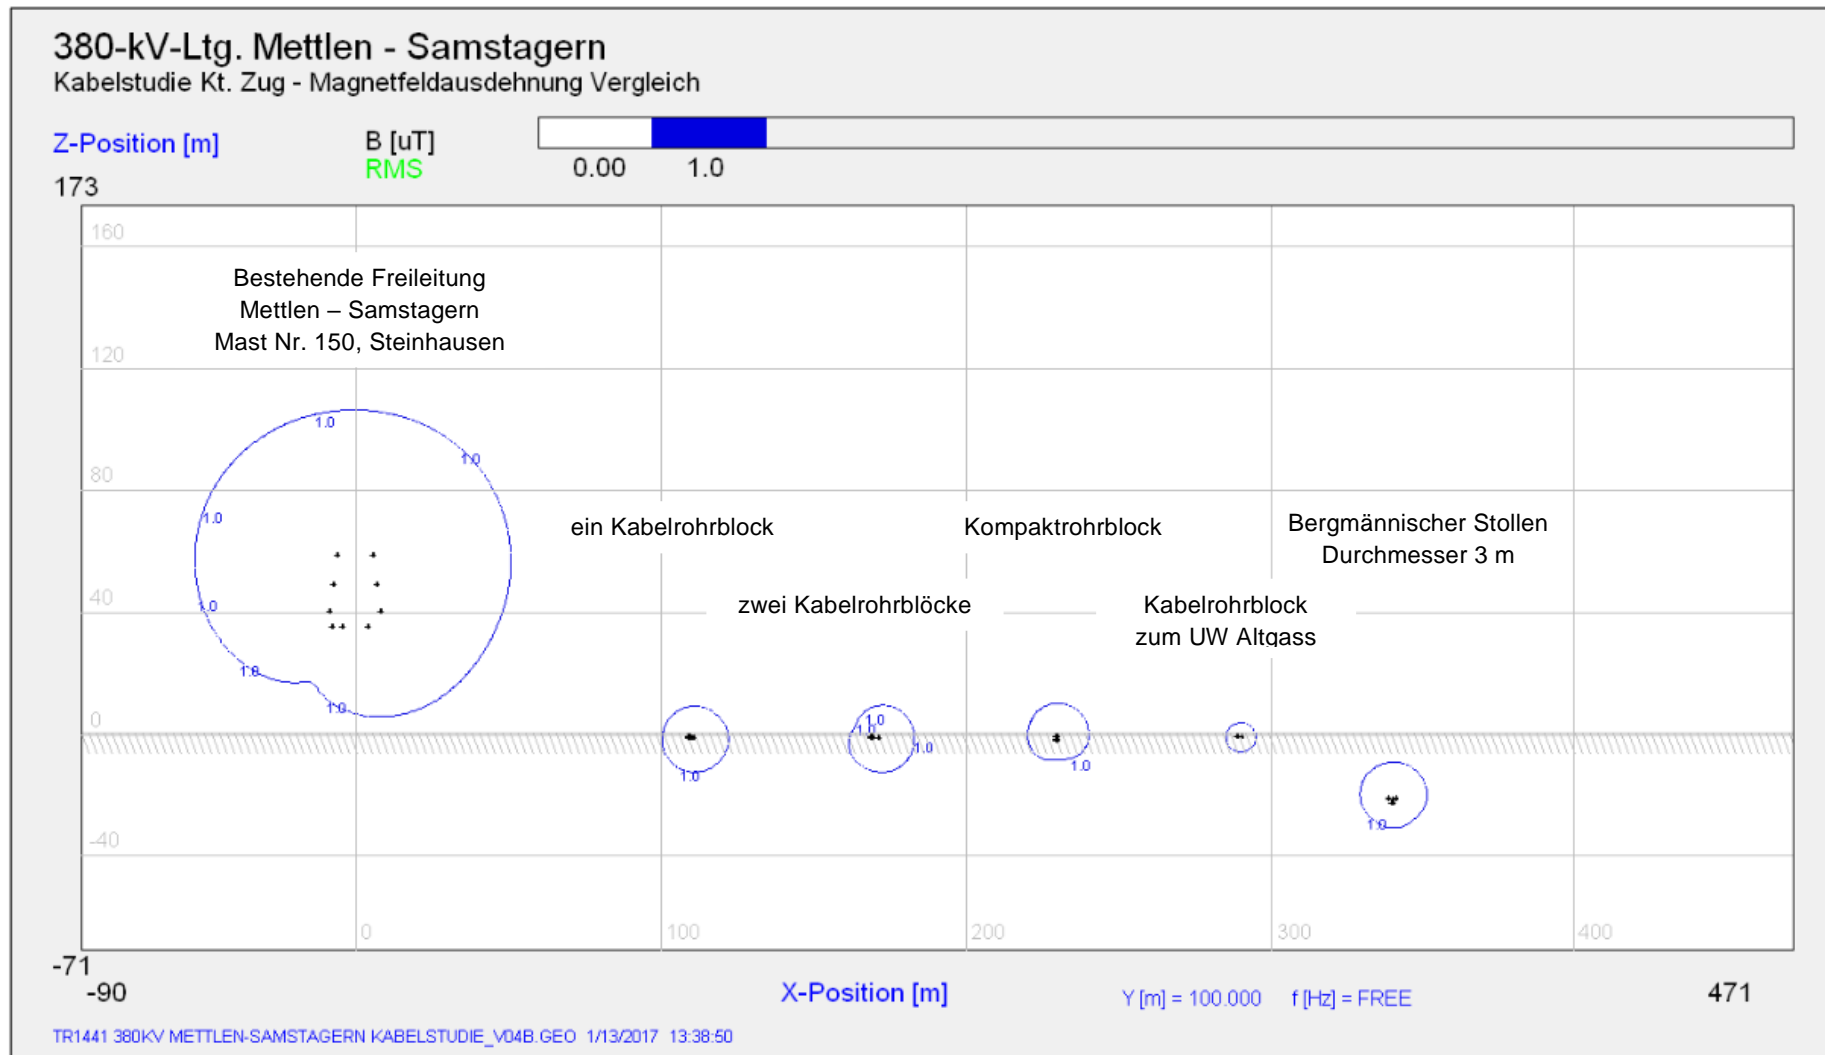 380-kV-Ltg. Mettlen - Samstagern
Kabelstudie Kt. Zug - Magnetfeldausdehnung Vergleich
Z-Position [m]
B [uT]
RMS
0.00
1.0
173
160
Bestehende Freileitung
Mettlen – Samstagern
Mast Nr. 150, Steinhausen
120
1.0
1.0
80
1.0
ein Kabelrohrblock
Kompaktrohrblock
Bergmännischer Stollen
Durchmesser 3 m
40
1.0
zwei Kabelrohrblöcke
Kabelrohrblock
zum UW Altgass
1.0
1.0
0
1.0
1.0
1.0
1.0
1.0
1.0
-40
0
100
200
300
400
-71
-90
X-Position [m]
Y [m] = 100.000
f [Hz] = FREE
471
TR1441 380KV METTLEN-SAMSTAGERN KABELSTUDIE_V04B.GEO 1/13/2017 13:38:50